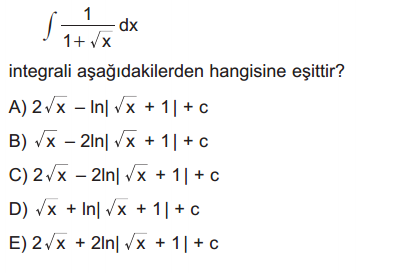 ∫ 1/(1+ √x) dx
integrali aşağıdakilerden hangisine eşittir?
A) 2√x – ln| √x + 1| + c
B) √x – 2ln| √x + 1| + c
C) 2√x – 2ln| √x + 1| + c
D) √x + ln| √x + 1| + c
E) 2√x + 2ln| √x + 1| + c